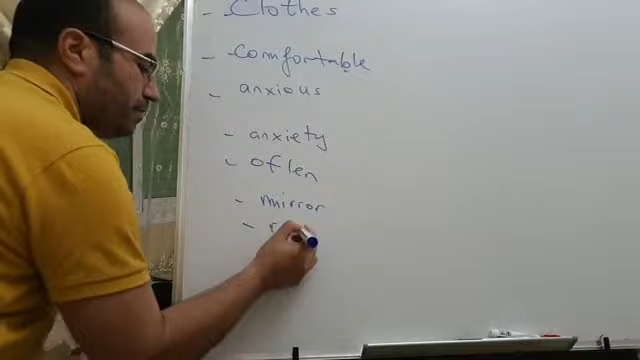 - Clothes
- comfortable
- anxious
- anxiety
- often
- mirror
- r